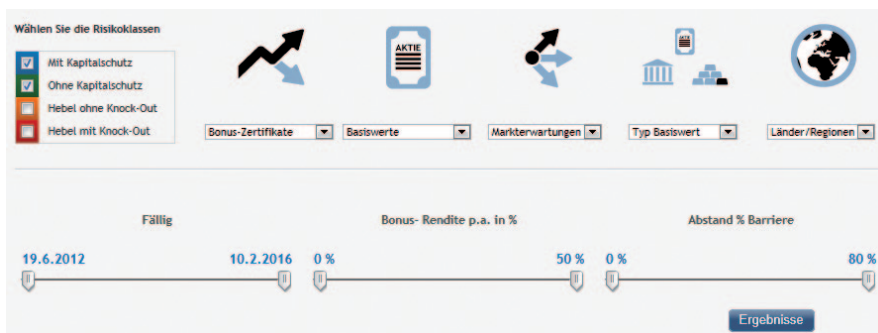 Wählen Sie die Risikoklassen
Mit Kapitalschutz
Ohne Kapitalschutz
Hebel ohne Knock-Out
Hebel mit Knock-Out
AKTIE
AKTIE
Bonus-Zertifikate
Basiswerte
Markterwartungen
Typ Basiswert
Länder/Regionen
Fällig
Bonus- Rendite p.a. in %
Abstand % Barriere
19.6.2012 10.2.2016
0 % 50 %
0 % 80 %
Ergebnisse